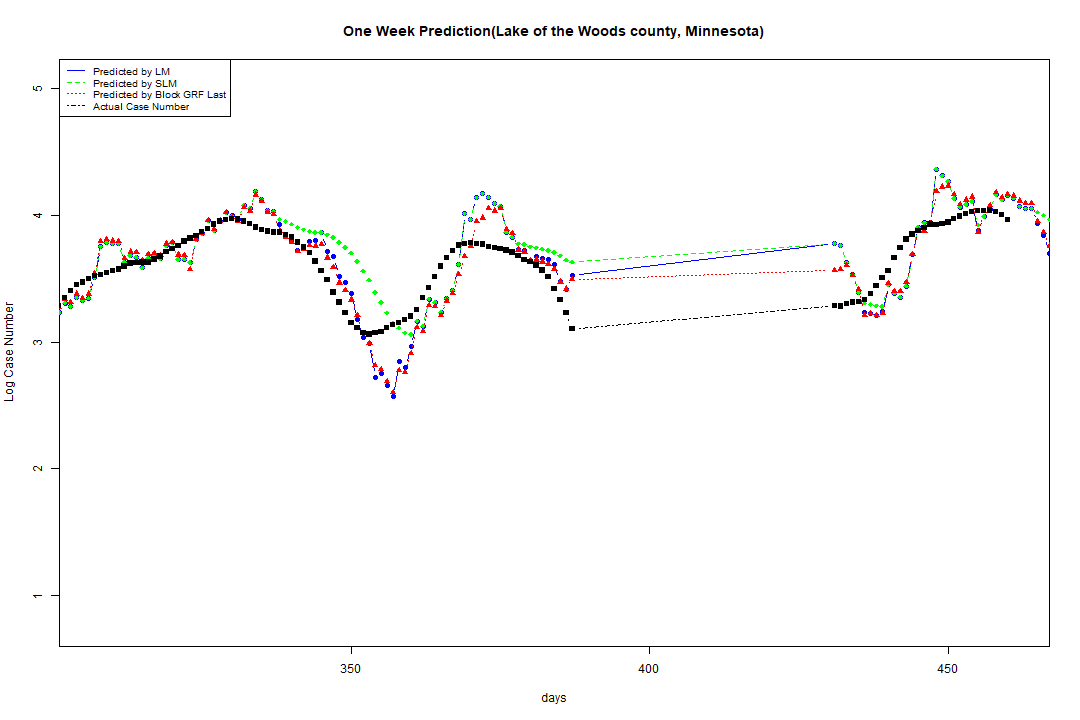 One Week Prediction(Lake of the Woods county, Minnesota)
Predicted by LM
Predicted by SLM
Predicted by Block GRF Last
Actual Case Number
5
4
3
2
1
Log Case Number
350 400 450
days